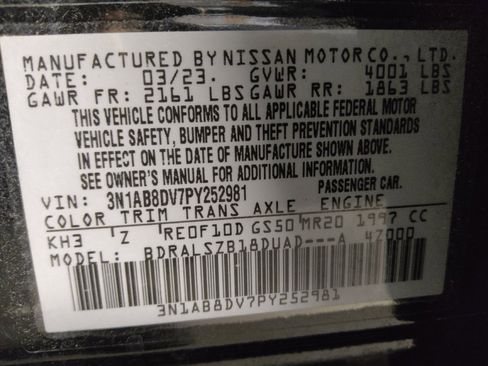 MANUFACTURED BY NISSAN MOTOR CO., LTD.
DATE: 03/23. GVWR: 4001 LBS
GAWR FR: 2161 LBS GAWR RR: 1863 LBS
THIS VEHICLE CONFORMS TO ALL APPLICABLE FEDERAL MOTOR
VEHICLE SAFETY, BUMPER AND THEFT PREVENTION STANDARDS
IN EFFECT ON THE DATE OF MANUFACTURE SHOWN ABOVE.
SEE OWNER'S MANUAL FOR ADDITIONAL INFORMATION.
VIN: 3N1AB8DV7PY252981 PASSENGER CAR.
COLOR TRIM TRANS AXLE ENGINE
KH3 Z RE0F10D GS50 MR20 1997 CC
MODEL: BDRALSZB18DUAD---A 47000
3N1AB8DV7PY252981